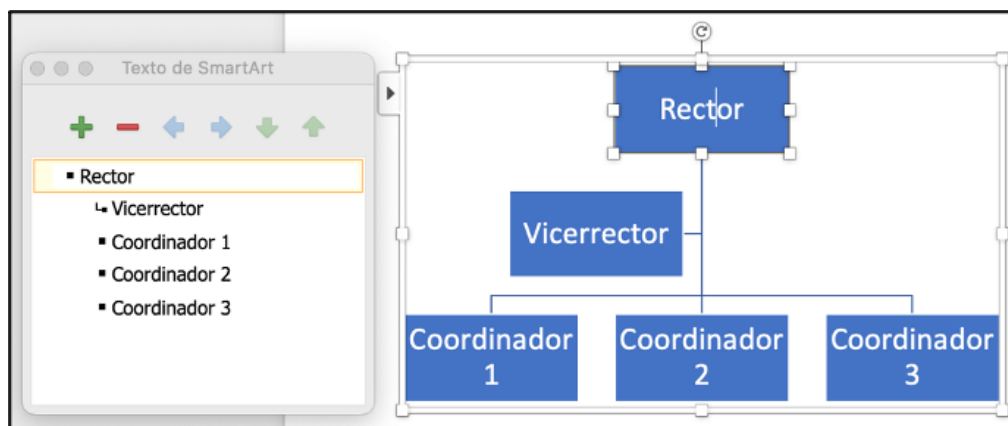 Texto de SmartArt
Rector
Vicerrector
Coordinador 1
Coordinador 2
Coordinador 3
Rector
Vicerrector
Coordinador
1
Coordinador
2
Coordinador
3